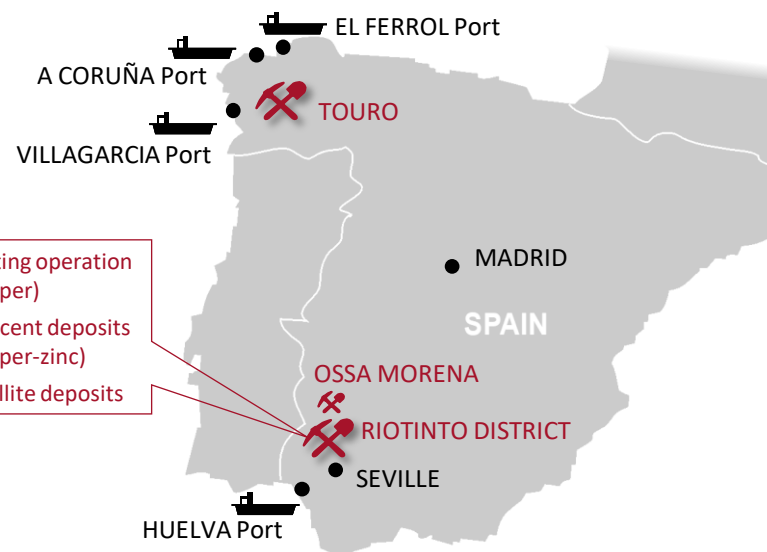 EL FERROL Port
A CORUÑA Port
TOURO
VILLAGARCIA Port
MADRID
ing operation
per)
cent deposits
per-zinc)
llite deposits
SPAIN
OSSA MORENA
RIOTINTO DISTRICT
SEVILLE
HUELVA Port